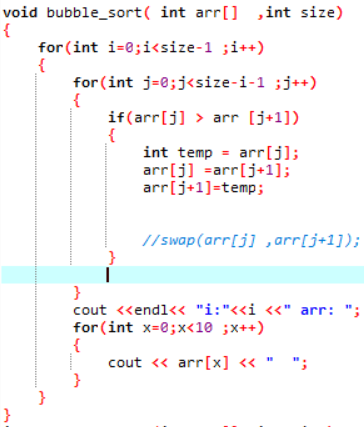 void bubble_sort( int arr[]  ,int size)
{
    for(int i=0;i<size-1 ;i++)
    {
        for(int j=0;j<size-i-1 ;j++)
        {
            if(arr[j] > arr [j+1])
            {
                int temp = arr[j];
                arr[j] =arr[j+1];
                arr[j+1]=temp;
                //swap(arr[j] ,arr[j+1]);
            }
        }
        cout <<endl<< "i:"<<i <<" arr: ";
        for(int x=0;x<10 ;x++)
        {
            cout << arr[x] << "  ";
        }
    }
}